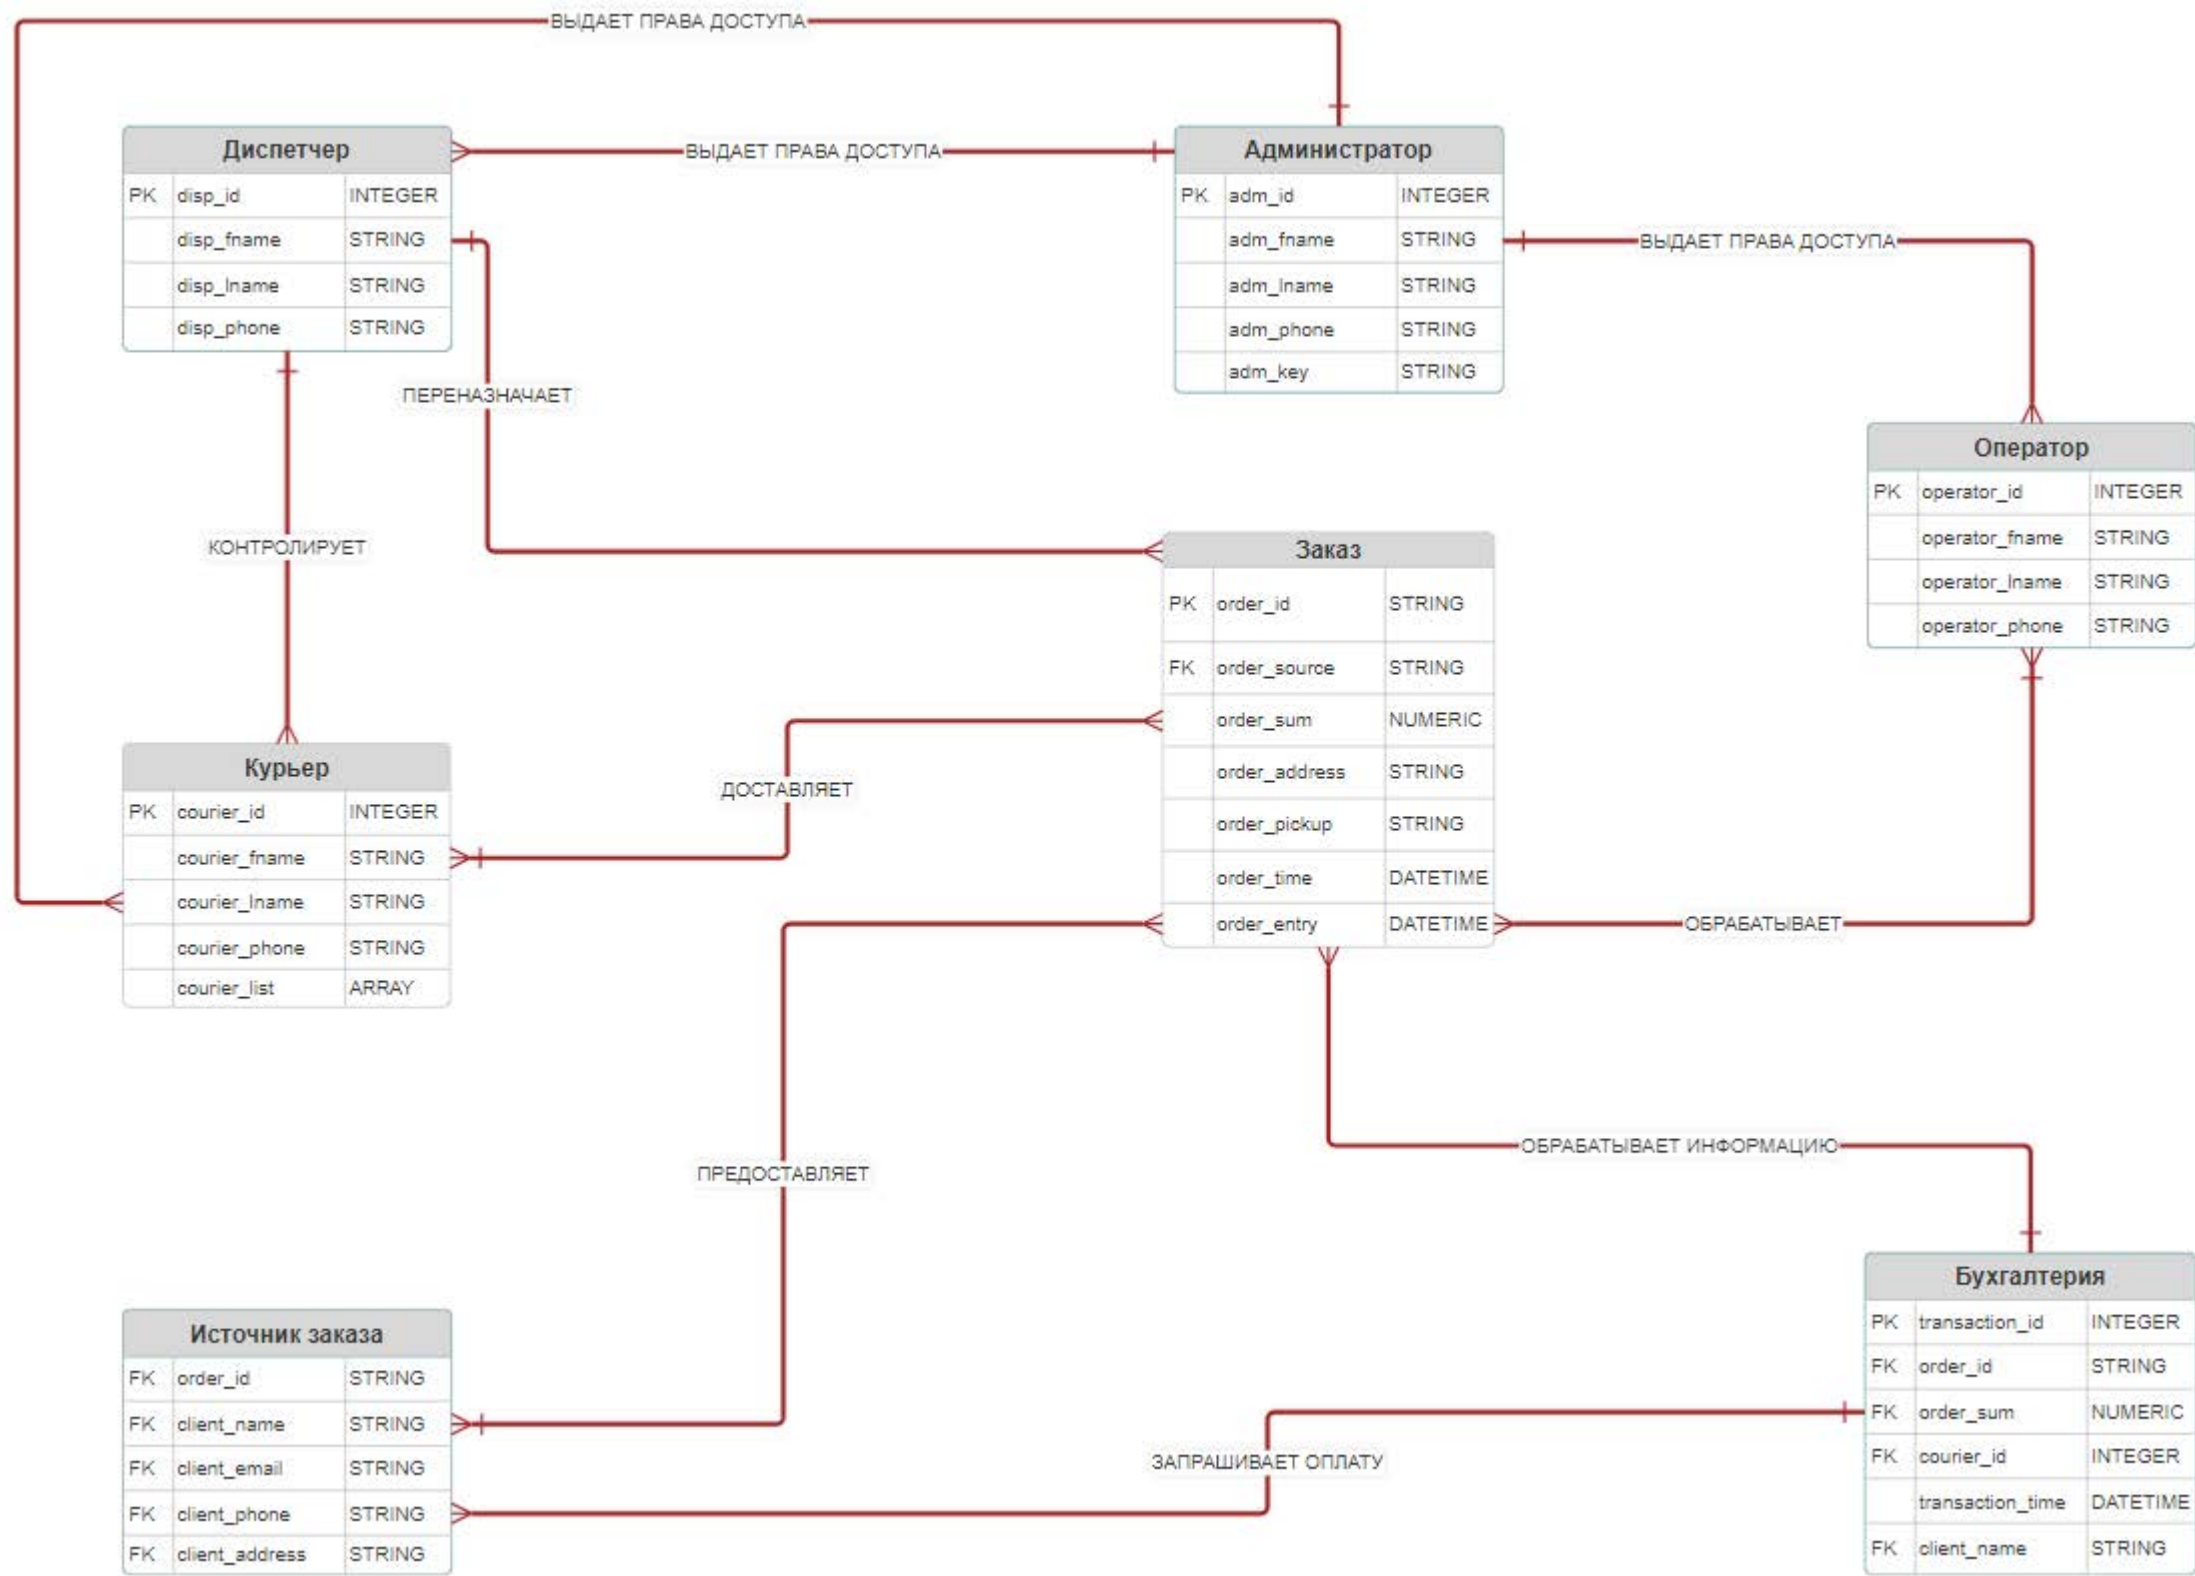 ВЫДАЕТ ПРАВА ДОСТУПА
Диспетчер
PK disp_id INTEGER
disp_fname STRING
disp_lname STRING
disp_phone STRING
ВЫДАЕТ ПРАВА ДОСТУПА
Администратор
PK adm_id INTEGER
adm_fname STRING
adm_lname STRING
adm_phone STRING
adm_key STRING
ВЫДАЕТ ПРАВА ДОСТУПА
ПЕРЕНАЗНАЧАЕТ
Оператор
PK operator_id INTEGER
operator_fname STRING
operator_lname STRING
operator_phone STRING
КОНТРОЛИРУЕТ
Заказ
PK order_id STRING
FK order_source STRING
order_sum NUMERIC
order_address STRING
order_pickup STRING
order_time DATETIME
order_entry DATETIME
Курьер
PK courier_id INTEGER
courier_fname STRING
courier_lname STRING
courier_phone STRING
courier_list ARRAY
ДОСТАВЛЯЕТ
ОБРАБАТЫВАЕТ
ОБРАБАТЫВАЕТ ИНФОРМАЦИЮ
ПРЕДОСТАВЛЯЕТ
Источник заказа
FK order_id STRING
FK client_name STRING
FK client_email STRING
FK client_phone STRING
FK client_address STRING
ЗАПРАШИВАЕТ ОПЛАТУ
Бухгалтерия
PK transaction_id INTEGER
FK order_id STRING
FK order_sum NUMERIC
FK courier_id INTEGER
transaction_time DATETIME
FK client_name STRING